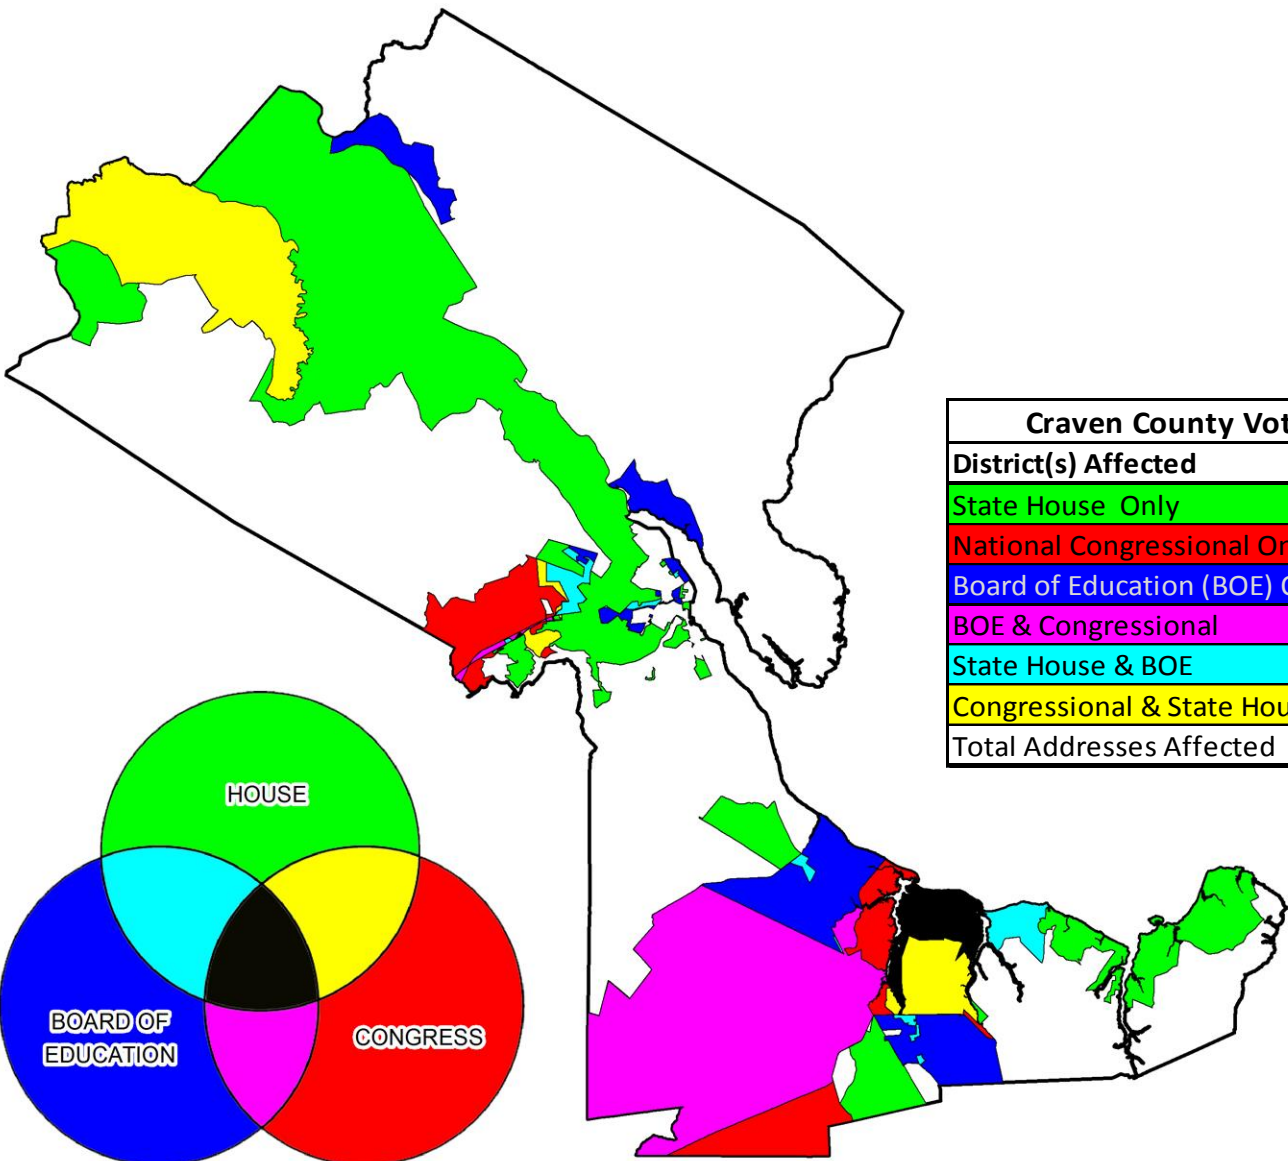 Craven County Vot
District(s) Affected
State House Only
National Congressional On
Board of Education (BOE) C
BOE & Congressional
State House & BOE
Congressional & State Hou
Total Addresses Affected
HOUSE
BOARD OF
EDUCATION
CONGRESS